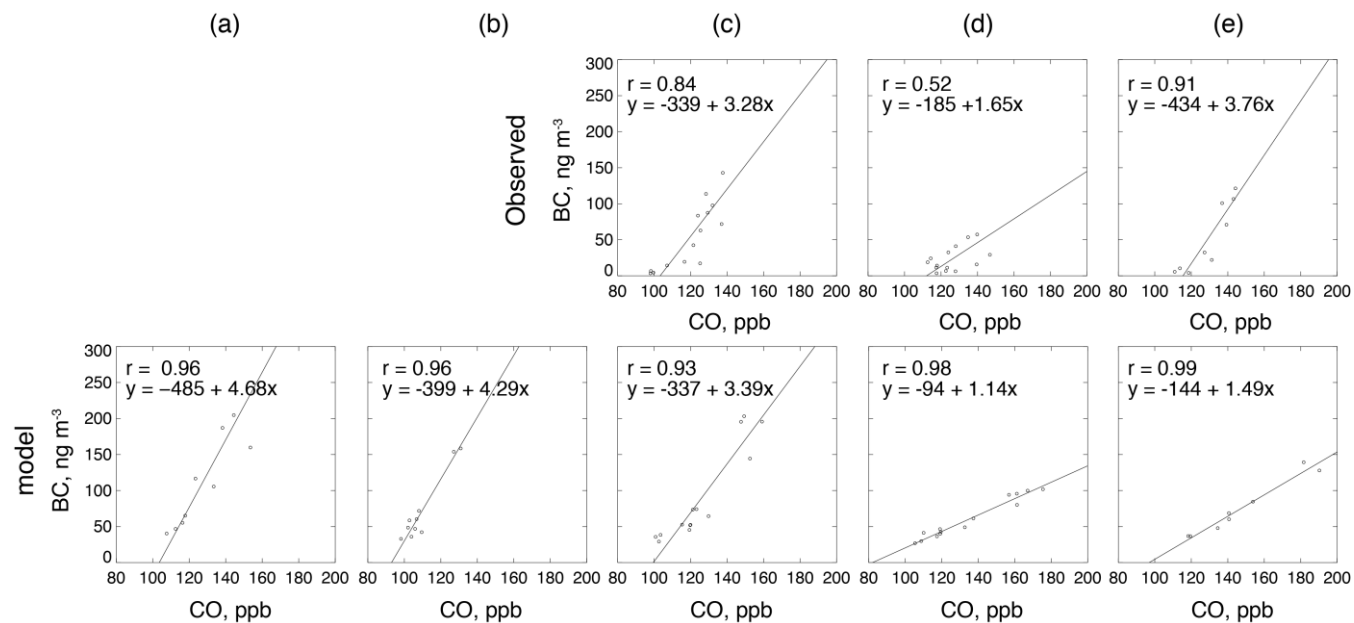 (a) (b) (c) (d) (e)
Observed
BC, ng m-3
300
250
200
150
100
50
0
r = 0.84
y = -339 + 3.28x
80 100 120 140 160 180 200
CO, ppb
r = 0.52
y = -185 +1.65x
80 100 120 140 160 180 200
CO, ppb
r = 0.91
y = -434 + 3.76x
80 100 120 140 160 180 200
CO, ppb
model
BC, ng m-3
300
250
200
150
100
50
0
r = 0.96
y = −485 + 4.68x
80 100 120 140 160 180 200
CO, ppb
r = 0.96
y = -399 + 4.29x
80 100 120 140 160 180 200
CO, ppb
r = 0.93
y = -337 + 3.39x
80 100 120 140 160 180 200
CO, ppb
r = 0.98
y = -94 + 1.14x
80 100 120 140 160 180 200
CO, ppb
r = 0.99
y = -144 + 1.49x
80 100 120 140 160 180 200
CO, ppb